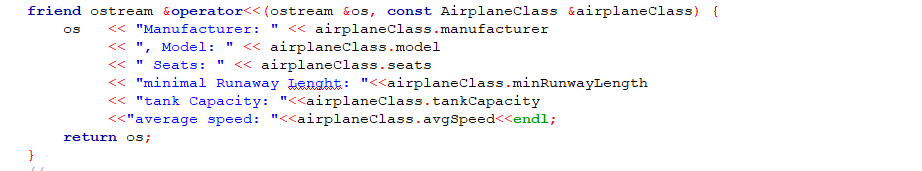 friend ostream &operator<<(ostream &os, const AirplaneClass &airplaneClass) {
os << "Manufacturer: " << airplaneClass.manufacturer
<< ", Model: " << airplaneClass.model
<< " Seats: " << airplaneClass.seats
<< "minimal Runaway Lenght: "<<airplaneClass.minRunwayLength
<< "tank Capacity: "<<airplaneClass.tankCapacity
<<"average speed: "<<airplaneClass.avgSpeed<<endl;
return os;
}